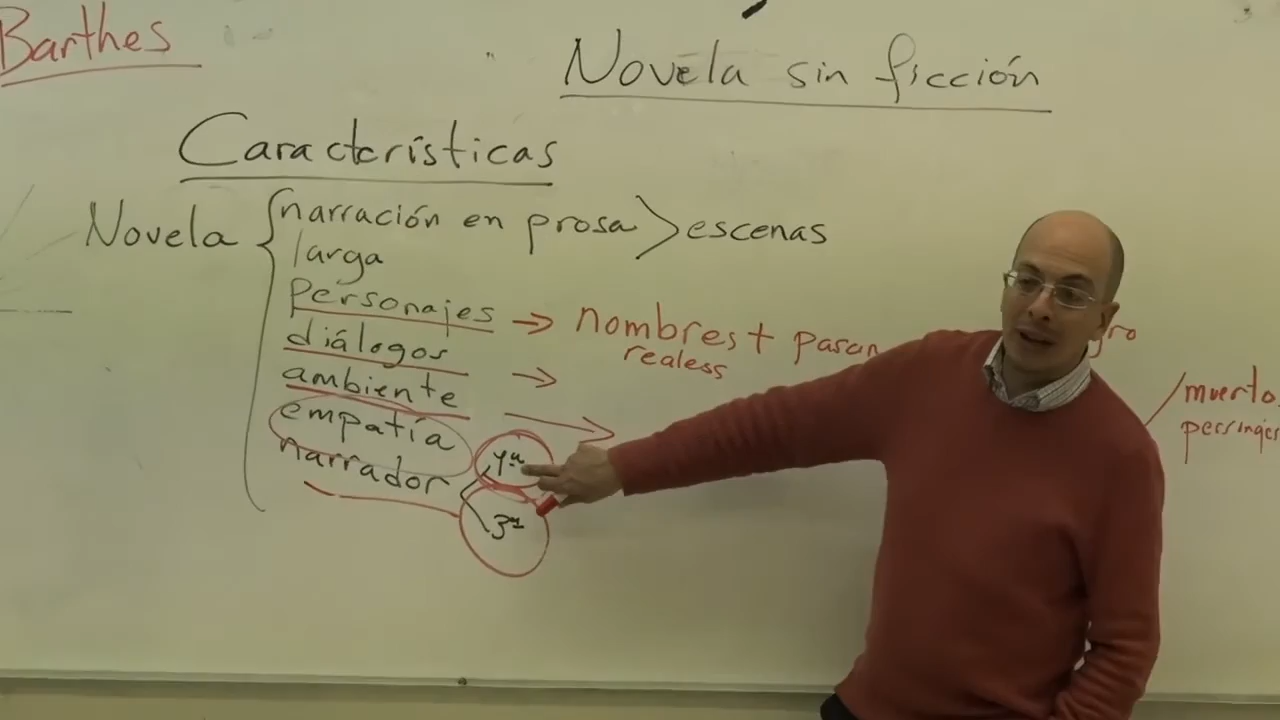 Barthes
Novela sin ficción
Características
Novela
narración en prosa > escenas
larga
personajes → nombres + pasan
realess
diálogos
ambiente →
empatía →
narrador
1ª
3ª
muerto